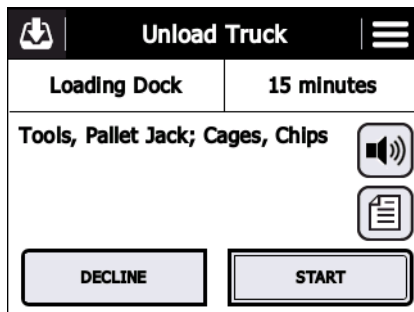 Unload Truck
Loading Dock
15 minutes
Tools, Pallet Jack; Cages, Chips
DECLINE
START